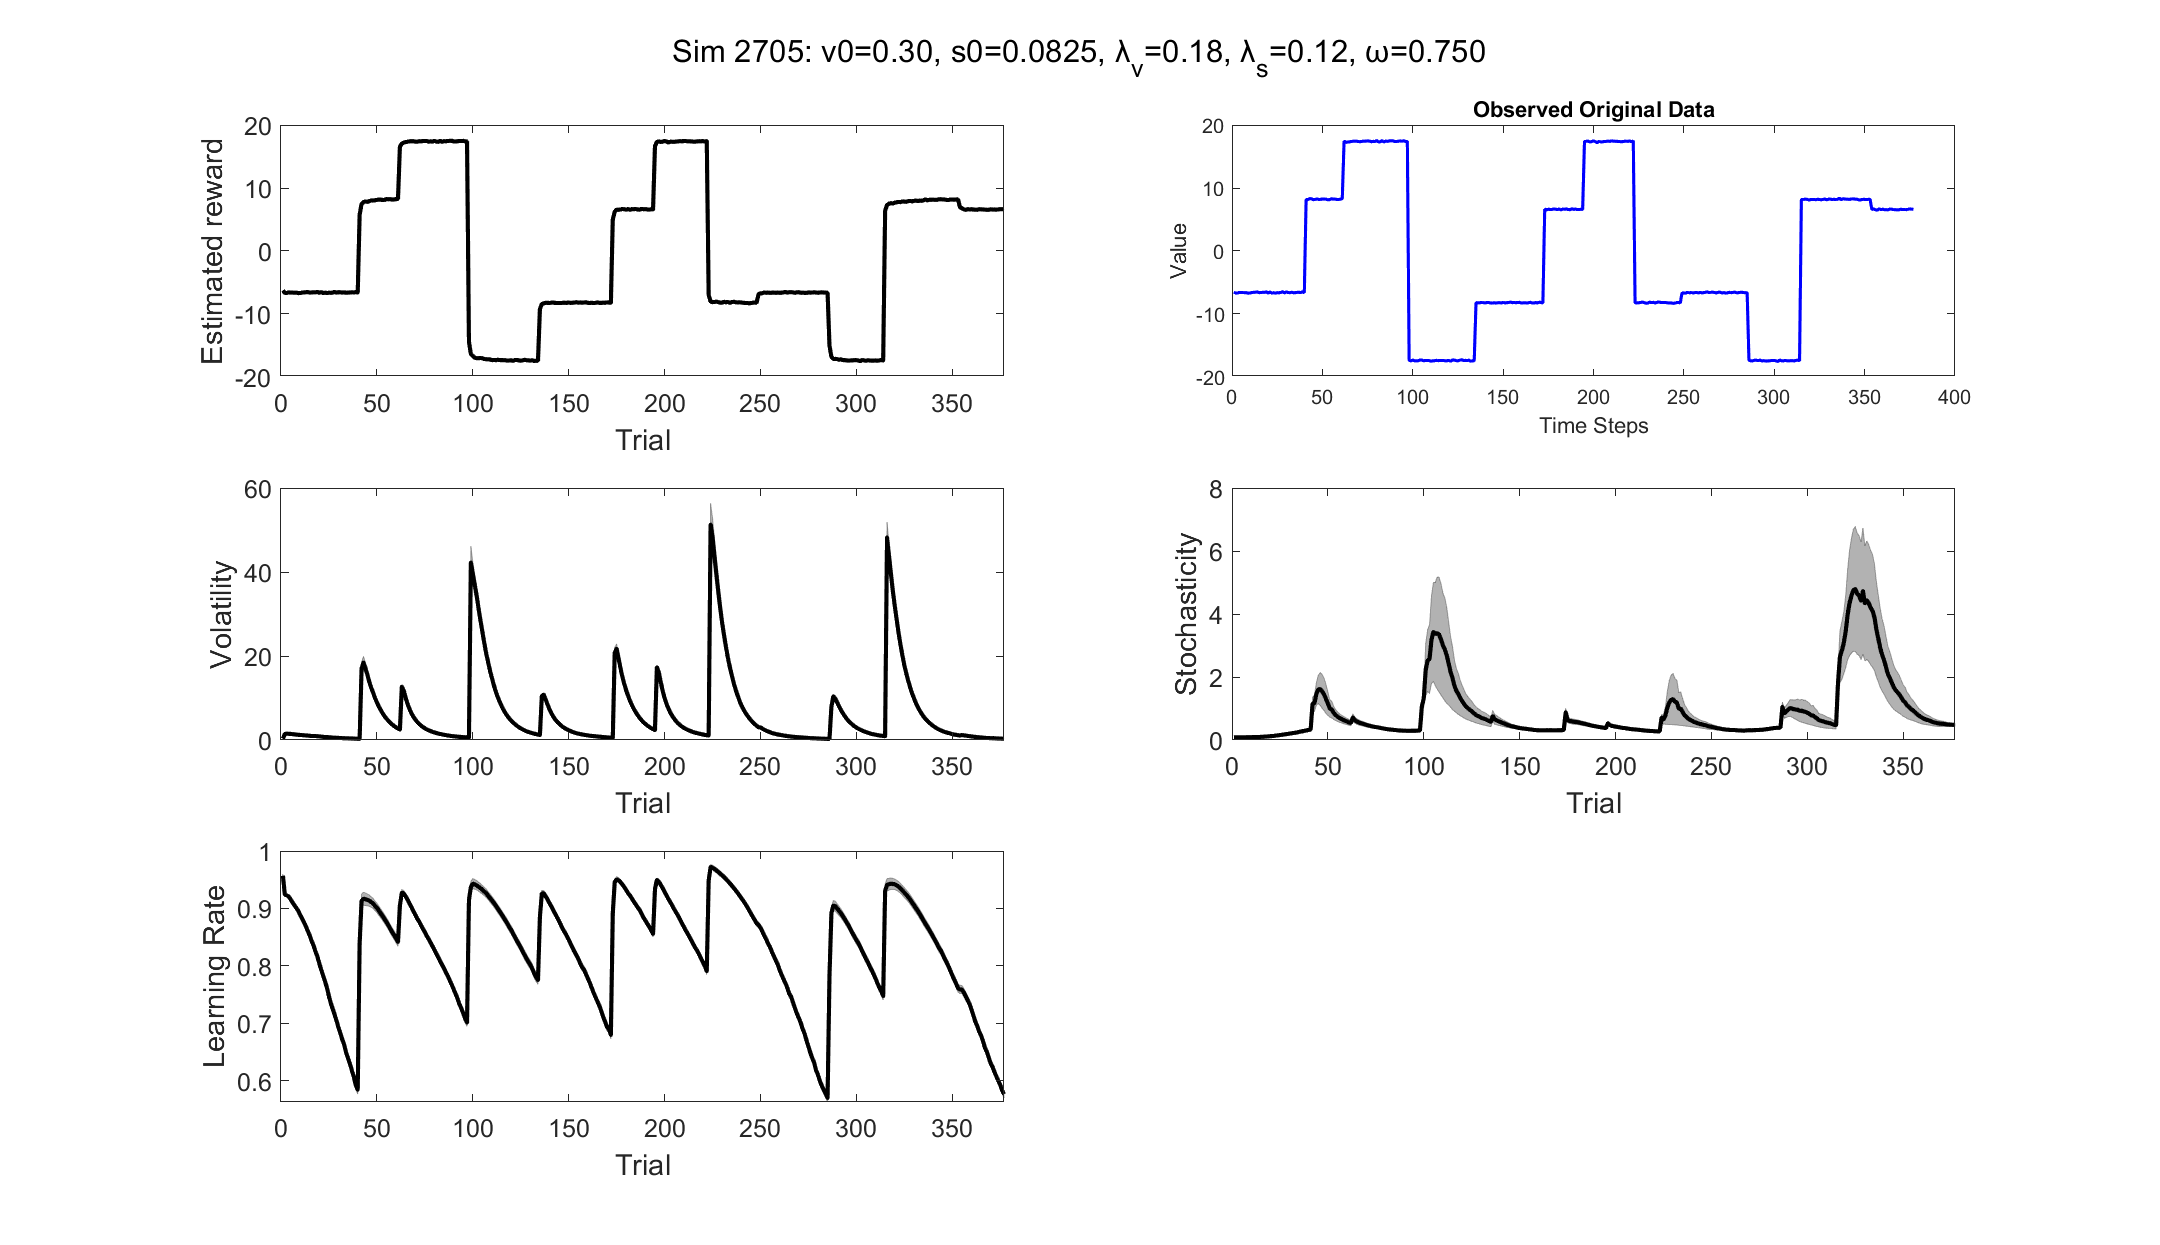 Sim 2705: v0=0.30, s0=0.0825, λ_v=0.18, λ_s=0.12, ω=0.750
Estimated reward
20
10
0
-10
-20
0 50 100 150 200 250 300 350
Trial
Observed Original Data
Value
20
10
0
-10
-20
0 50 100 150 200 250 300 350 400
Time Steps
Volatility
60
40
20
0
0 50 100 150 200 250 300 350
Trial
Stochasticity
8
6
4
2
0
0 50 100 150 200 250 300 350
Trial
Learning Rate
1
0.9
0.8
0.7
0.6
0 50 100 150 200 250 300 350
Trial